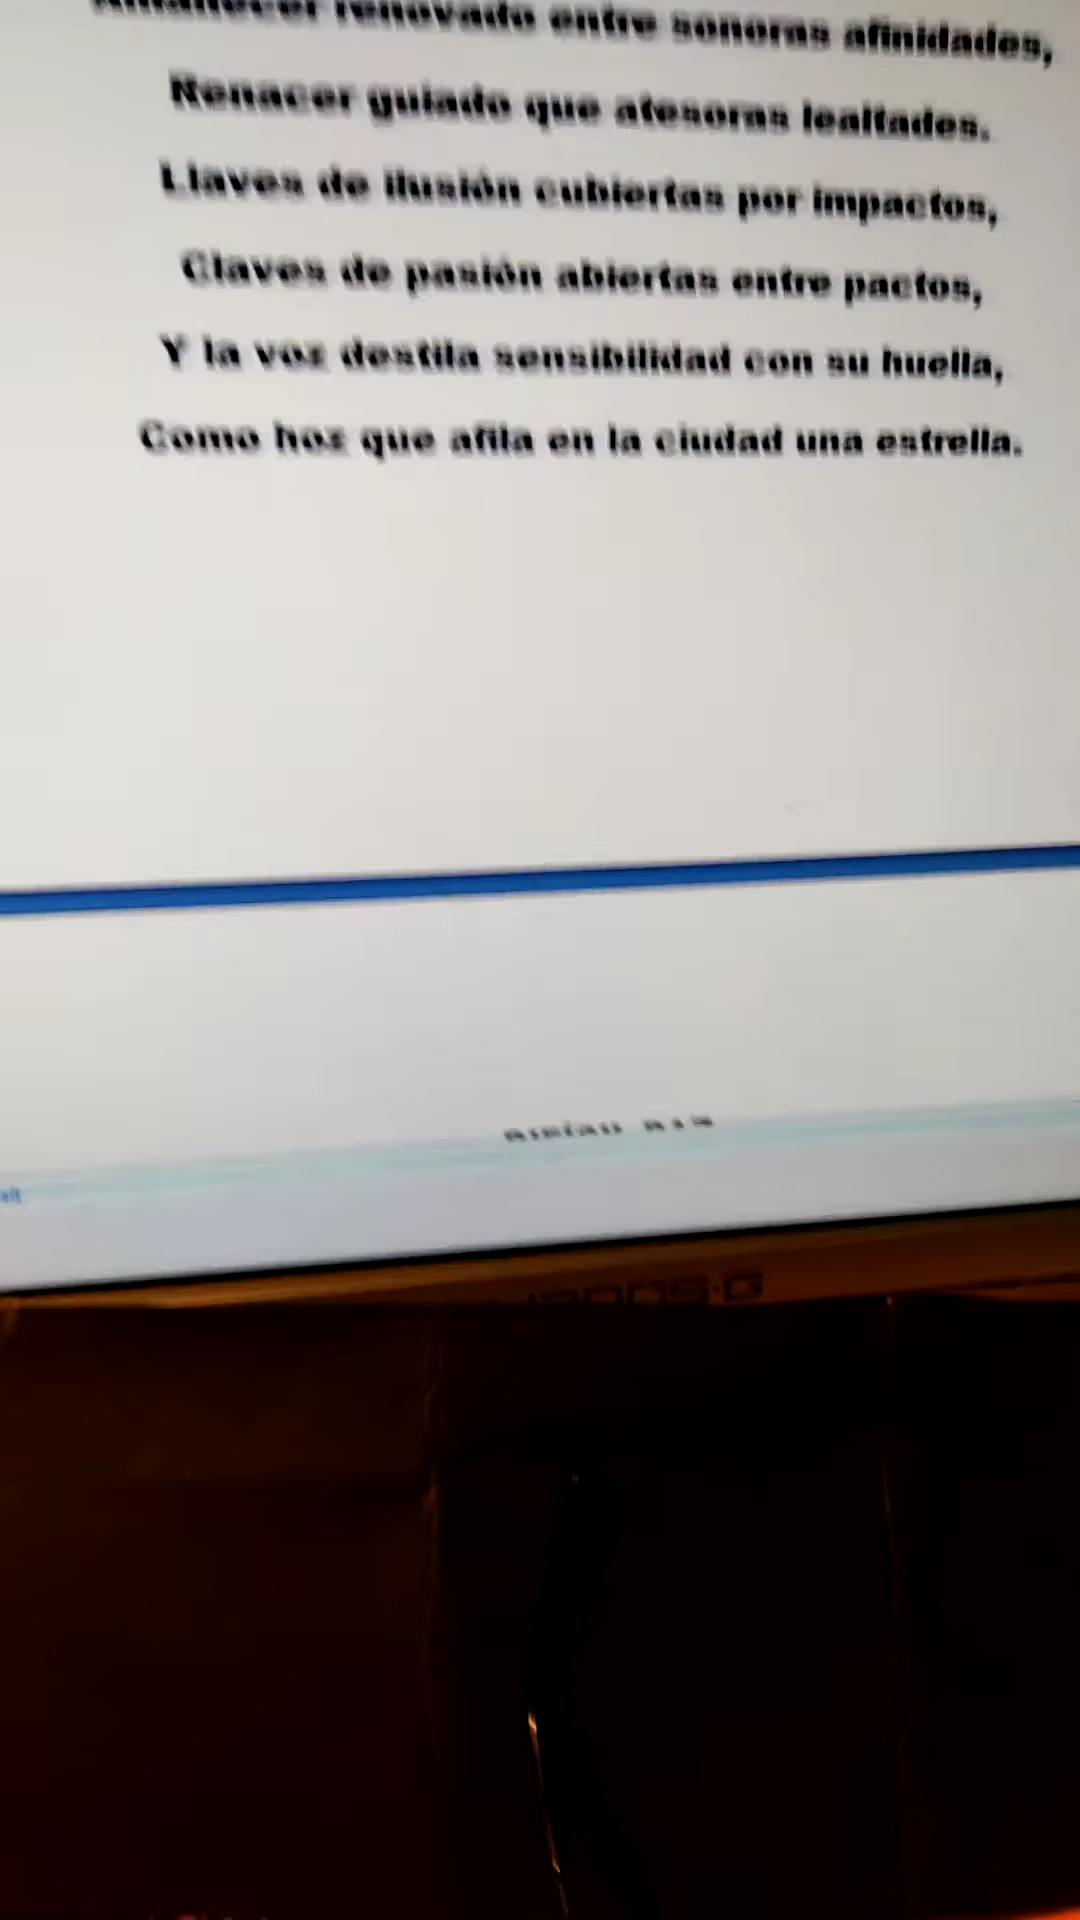 Amanecer renovado entre sonoras afinidades,
Renacer guiado que atesoras lealtades.
Llaves de ilusión cubiertas por impactos,
Claves de pasión abiertas entre pactos,
Y la voz destila sensibilidad con su huella,
Como hoz que afila en la ciudad una estrella.